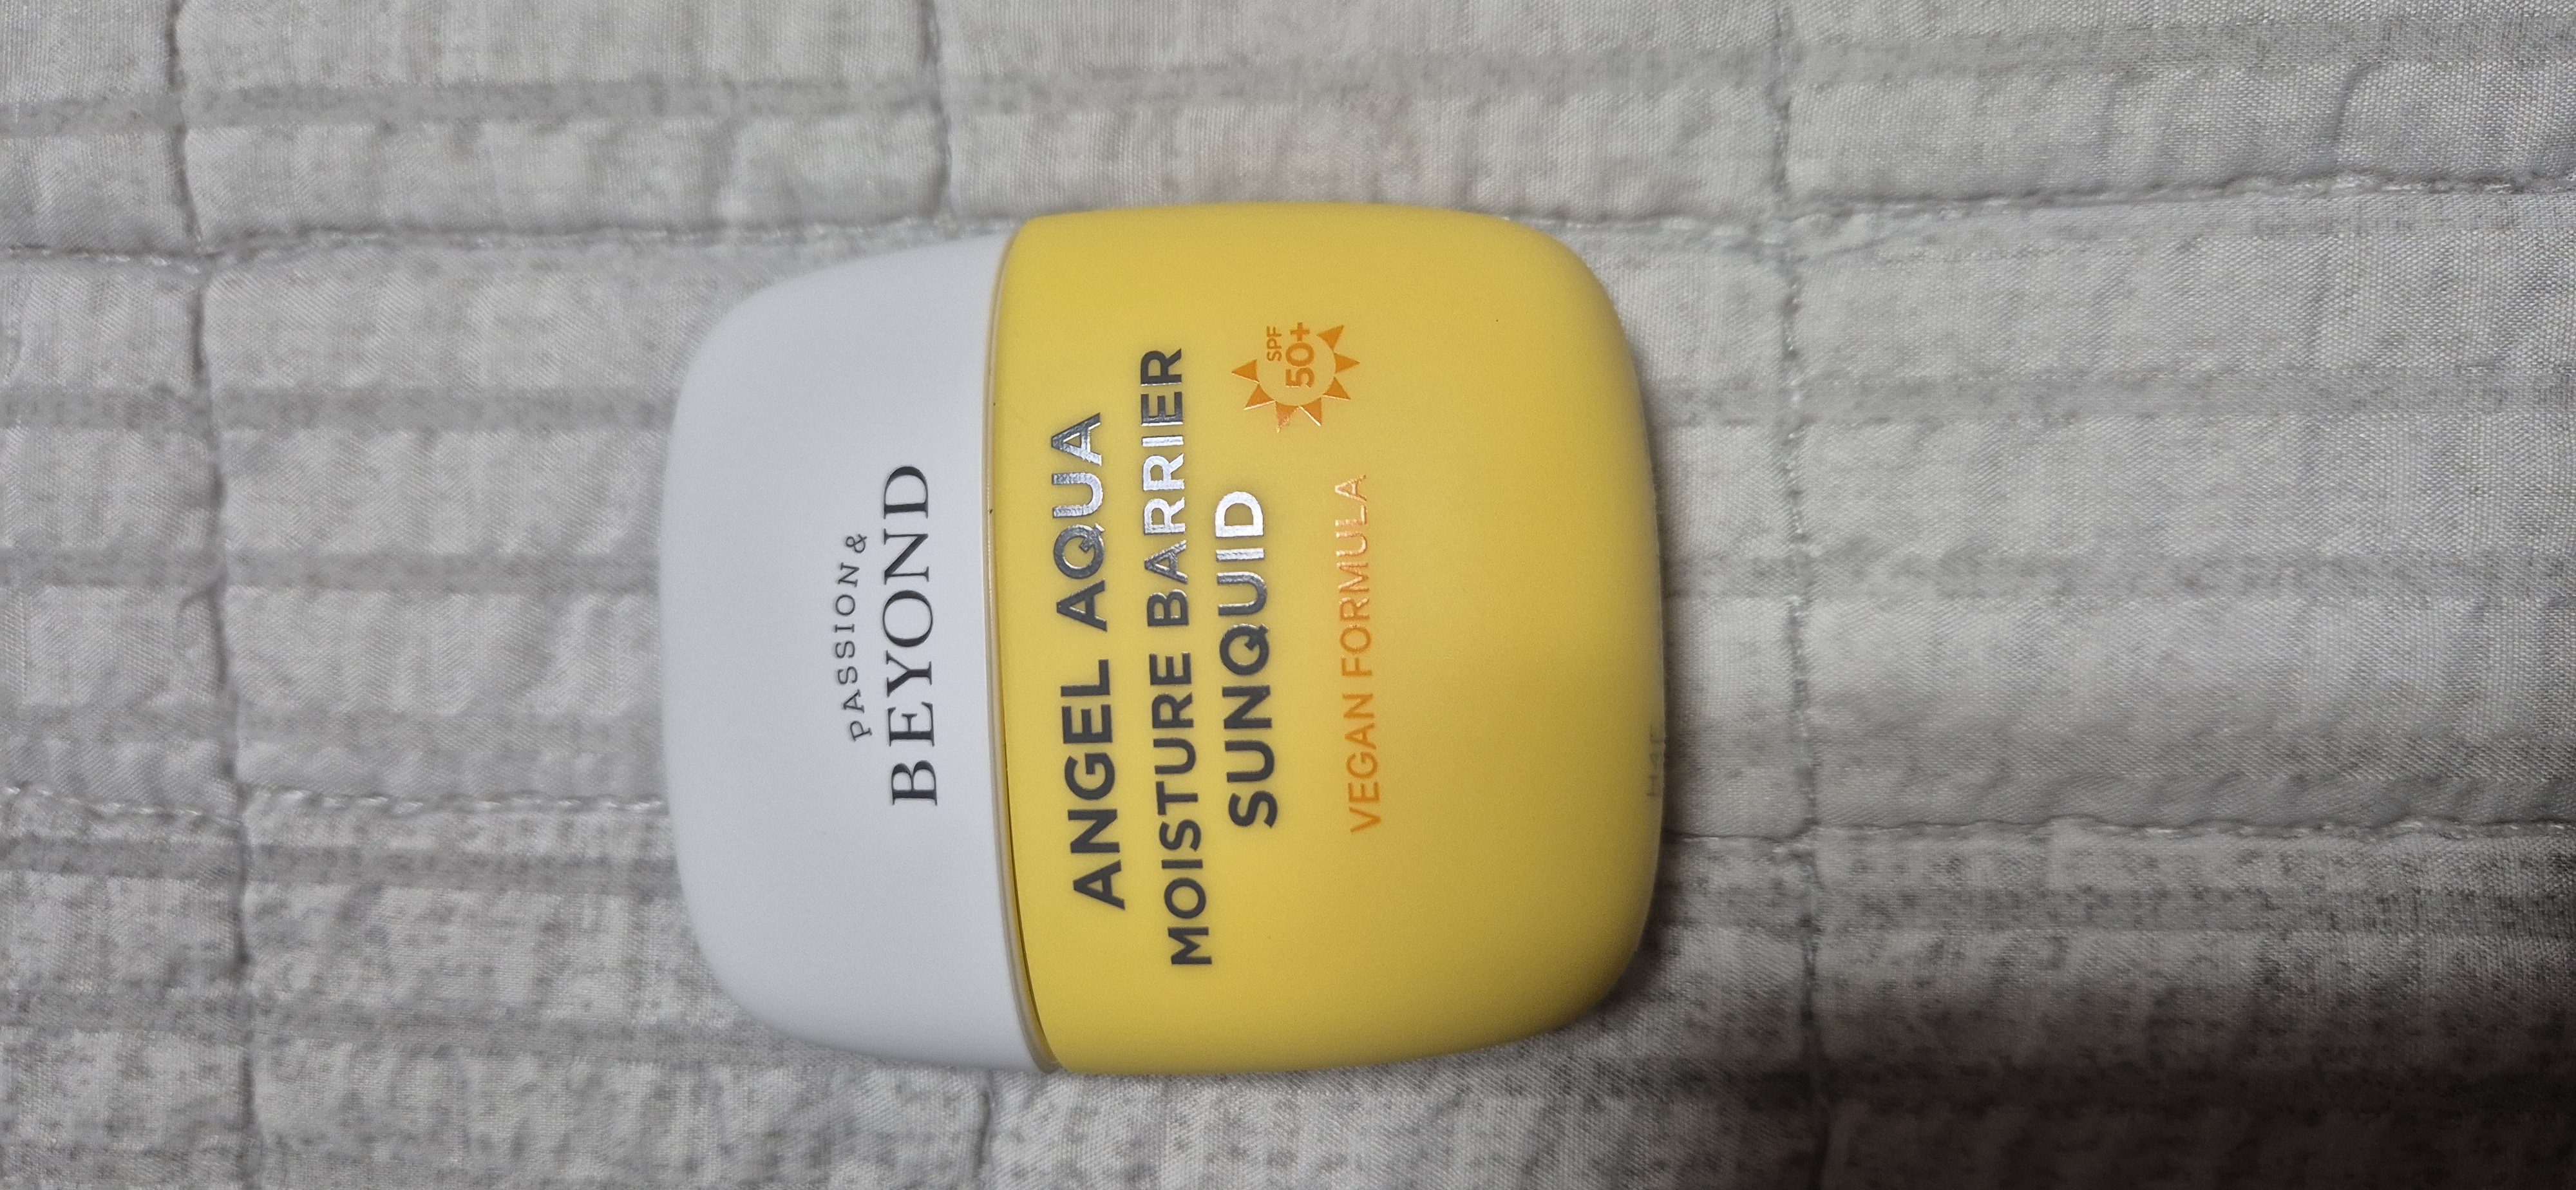 PASSION &
BEYOND
ANGEL AQUA
MOISTURE BARRIER
SUNQUID
SPF
50+
VEGAN FORMULA